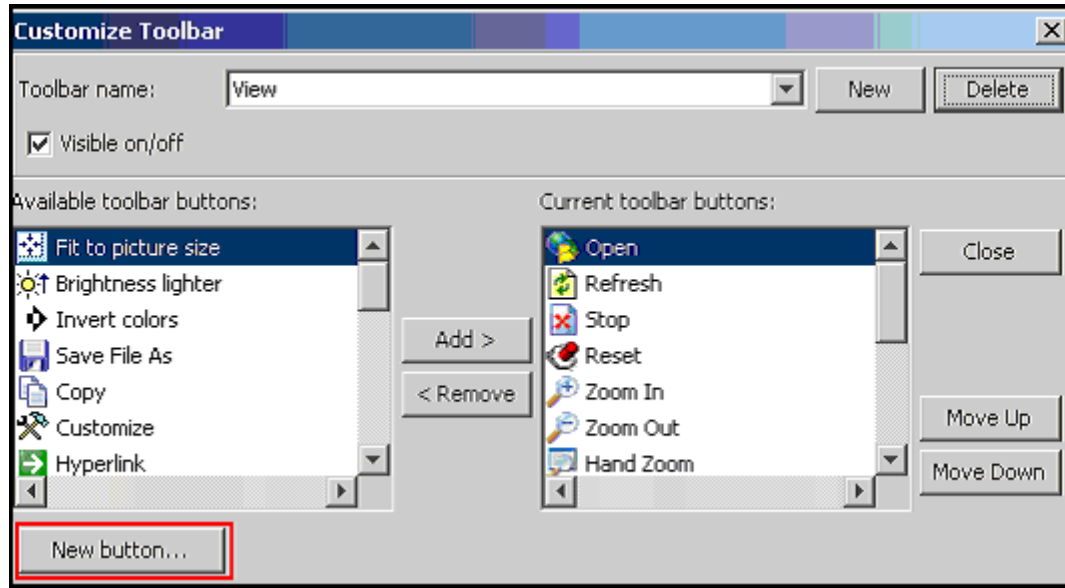 Customize Toolbar
Toolbar name:
View
New
Delete
Visible on/off
Available toolbar buttons:
Fit to picture size
Brightness lighter
Invert colors
Save File As
Copy
Customize
Hyperlink
Add >
< Remove
Current toolbar buttons:
Open
Refresh
Stop
Reset
Zoom In
Zoom Out
Hand Zoom
Close
Move Up
Move Down
New button...